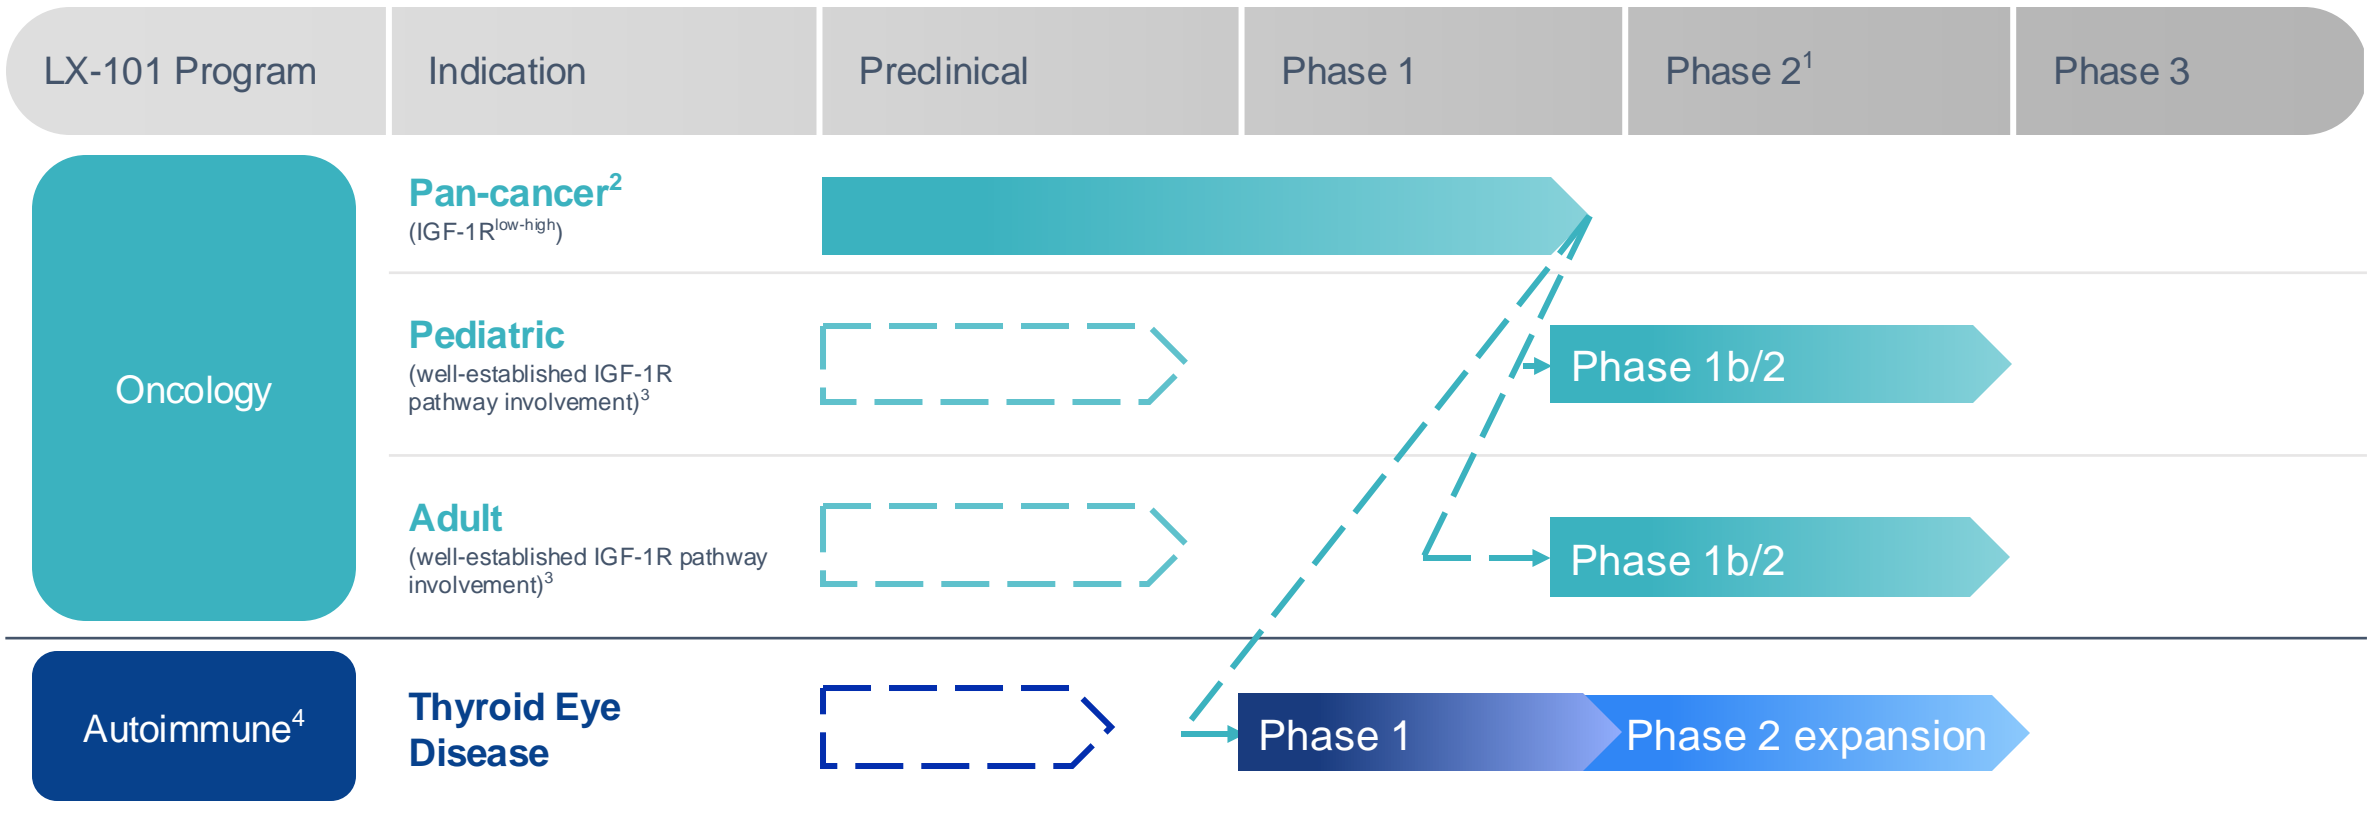 LX-101 Program
Indication
Preclinical
Phase 1
Phase 2¹
Phase 3
Oncology
Pan-cancer²
(IGF-1Rˡᵒʷ⁻ʰⁱᵍʰ)
Pediatric
(well-established IGF-1R
pathway involvement)³
Phase 1b/2
Adult
(well-established IGF-1R pathway
involvement)³
Phase 1b/2
Autoimmune⁴
Thyroid Eye
Disease
Phase 1
Phase 2 expansion